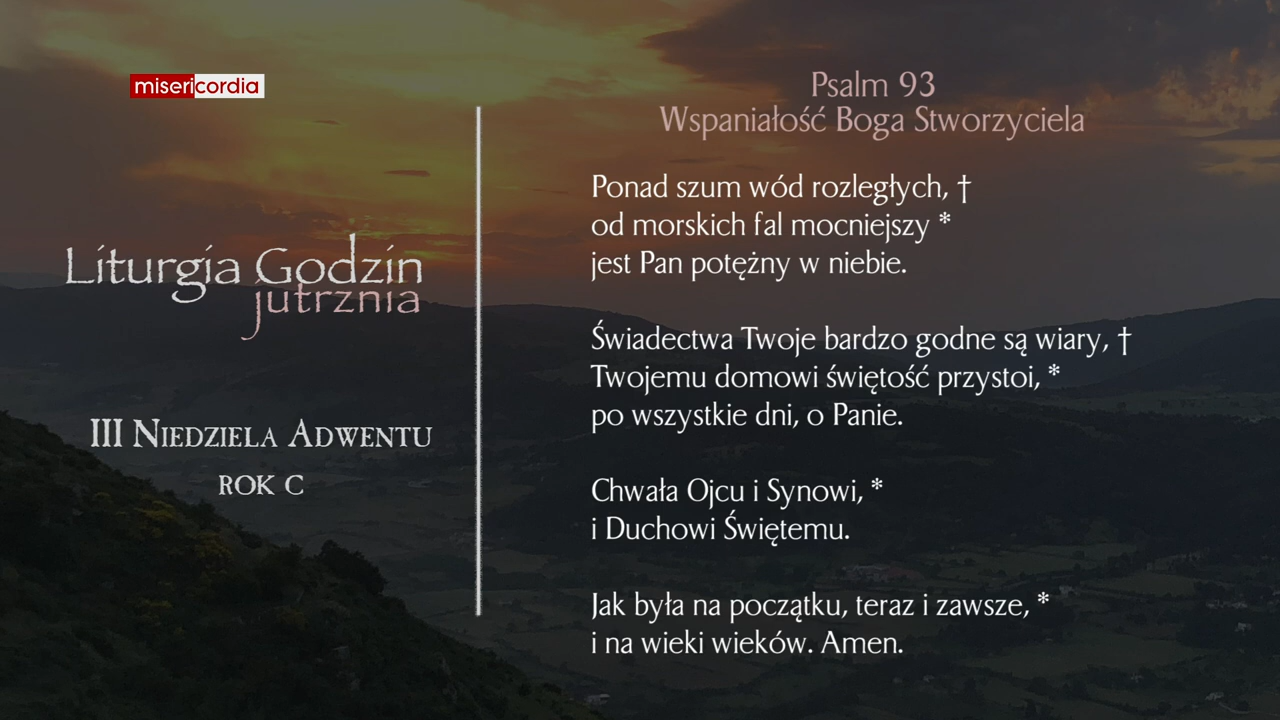 misericordia
Liturgia Godzin
jutrznia
III Niedziela Adwentu
rok C
Psalm 93
Wspaniałość Boga Stworzyciela
Ponad szum wód rozległych, †
od morskich fal mocniejszy *
jest Pan potężny w niebie.
Świadectwa Twoje bardzo godne są wiary, †
Twojemu domowi świętość przystoi, *
po wszystkie dni, o Panie.
Chwała Ojcu i Synowi, *
i Duchowi Świętemu.
Jak była na początku, teraz i zawsze, *
i na wieki wieków. Amen.